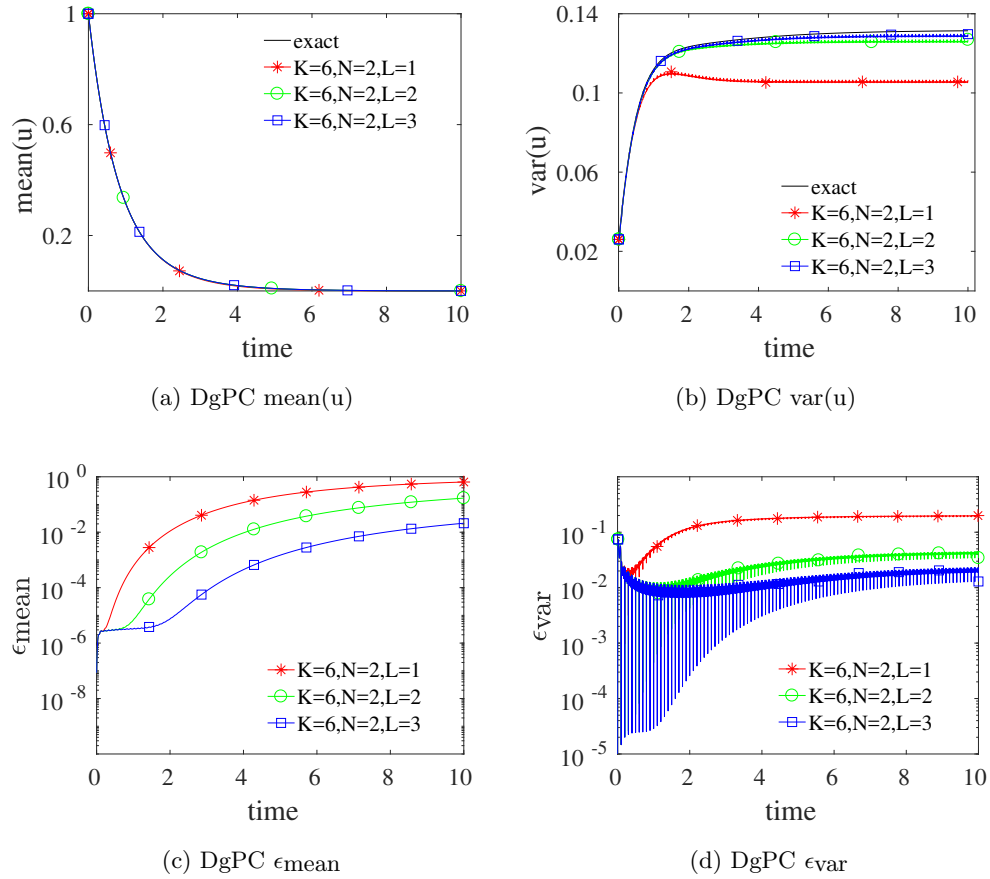 1
0.6
0.2
mean(u)
exact
K=6,N=2,L=1
K=6,N=2,L=2
K=6,N=2,L=3
0 2 4 6 8 10
time
(a) DgPC mean(u)
0.14
0.1
0.06
0.02
var(u)
exact
K=6,N=2,L=1
K=6,N=2,L=2
K=6,N=2,L=3
0 2 4 6 8 10
time
(b) DgPC var(u)
10^0
10^-2
10^-4
10^-6
10^-8
ϵmean
K=6,N=2,L=1
K=6,N=2,L=2
K=6,N=2,L=3
0 2 4 6 8 10
time
(c) DgPC ϵmean
10^-1
10^-2
10^-3
10^-4
10^-5
ϵvar
K=6,N=2,L=1
K=6,N=2,L=2
K=6,N=2,L=3
0 2 4 6 8 10
time
(d) DgPC ϵvar